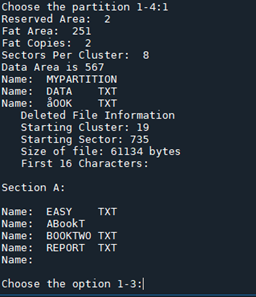 Choose the partition 1-4:1
Reserved Area:  2
Fat Area:  251
Fat Copies:  2
Sectors Per Cluster:  8
Data Area is 567
Name:  MYPARTITION
Name:  DATA    TXT
Name:  åOOK    TXT
   Deleted File Information
   Starting Cluster: 19
   Starting Sector: 735
   Size of file: 61134 bytes
   First 16 Characters:
Section A:
Name:  EASY    TXT
Name:  ABookT
Name:  BOOKTWO TXT
Name:  REPORT  TXT
Name:
Choose the option 1-3: